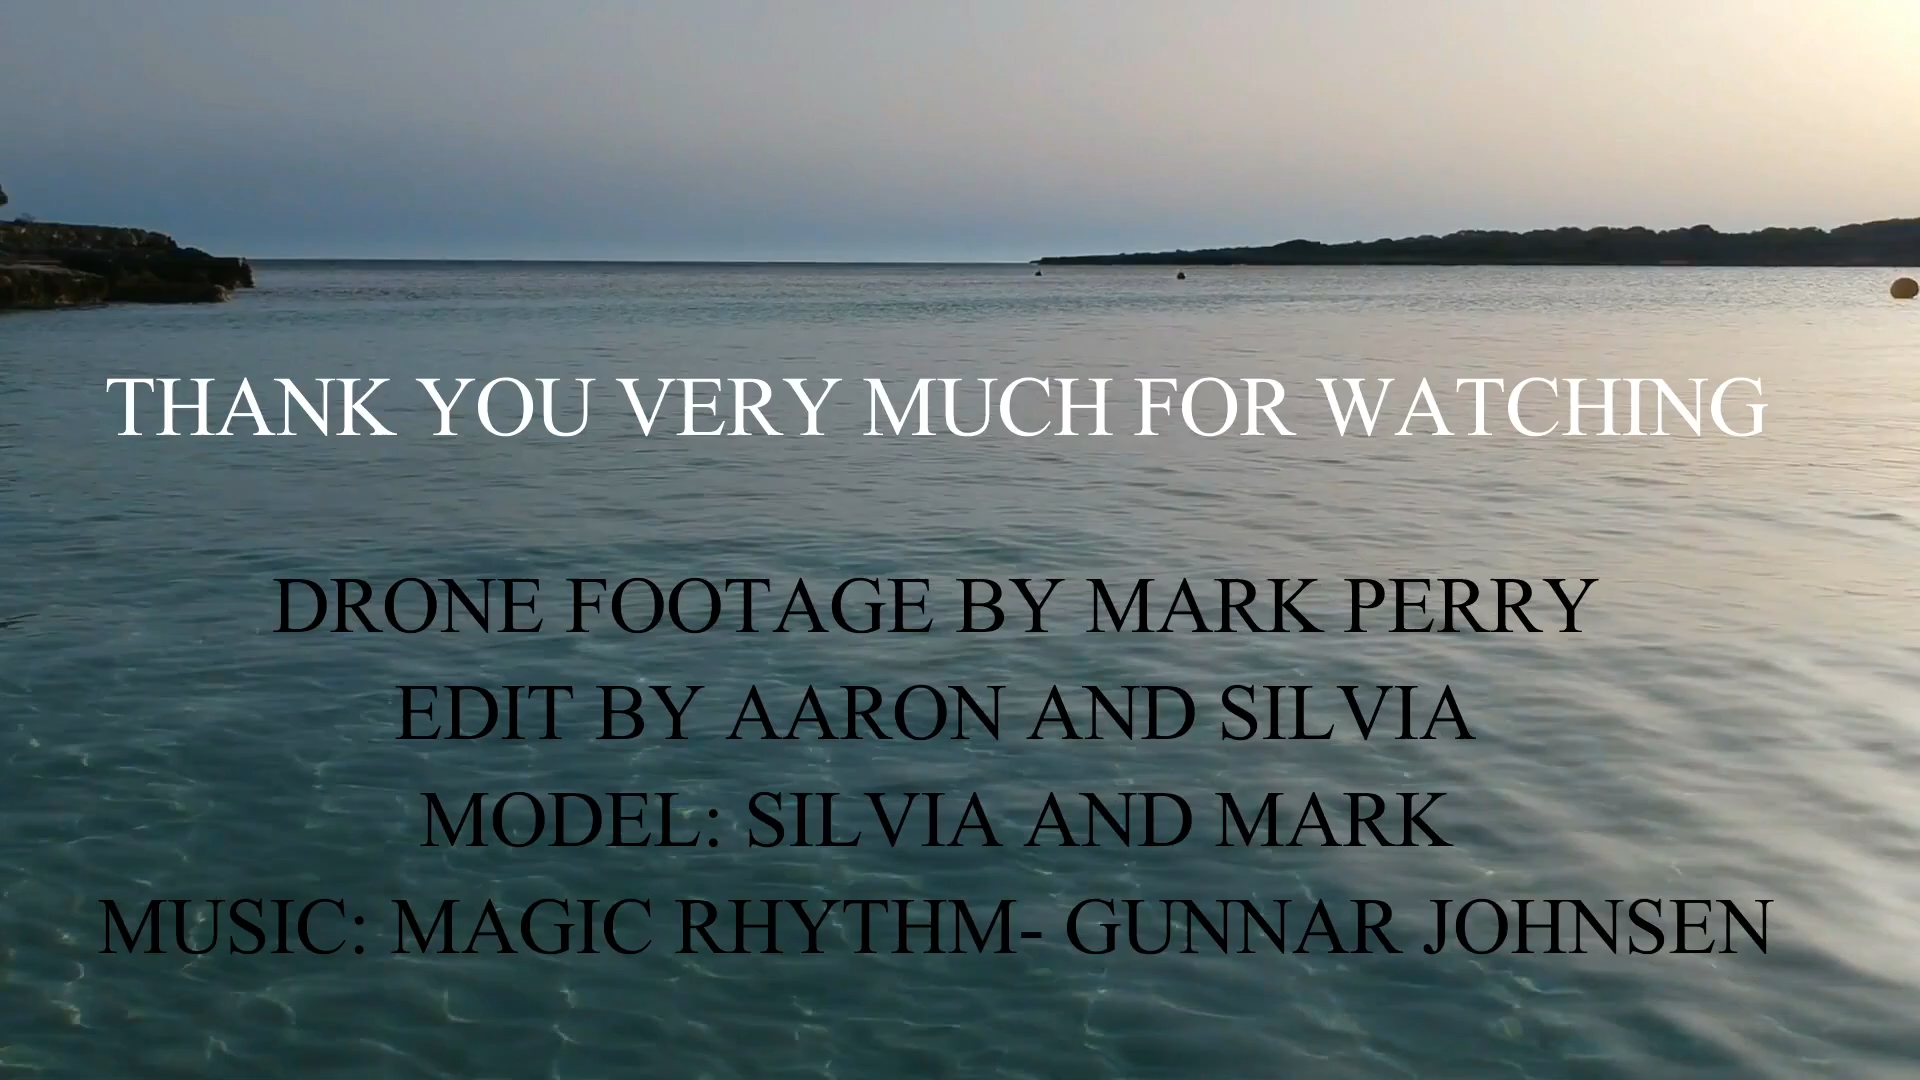 THANK YOU VERY MUCH FOR WATCHING
DRONE FOOTAGE BY MARK PERRY
EDIT BY AARON AND SILVIA
MODEL: SILVIA AND MARK
MUSIC: MAGIC RHYTHM- GUNNAR JOHNSEN